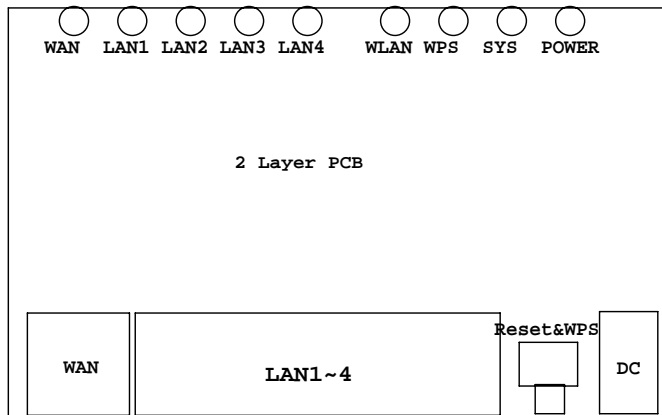 WAN LAN1 LAN2 LAN3 LAN4 WLAN WPS SYS POWER
2 Layer PCB
Reset&WPS
WAN LAN1~4 DC